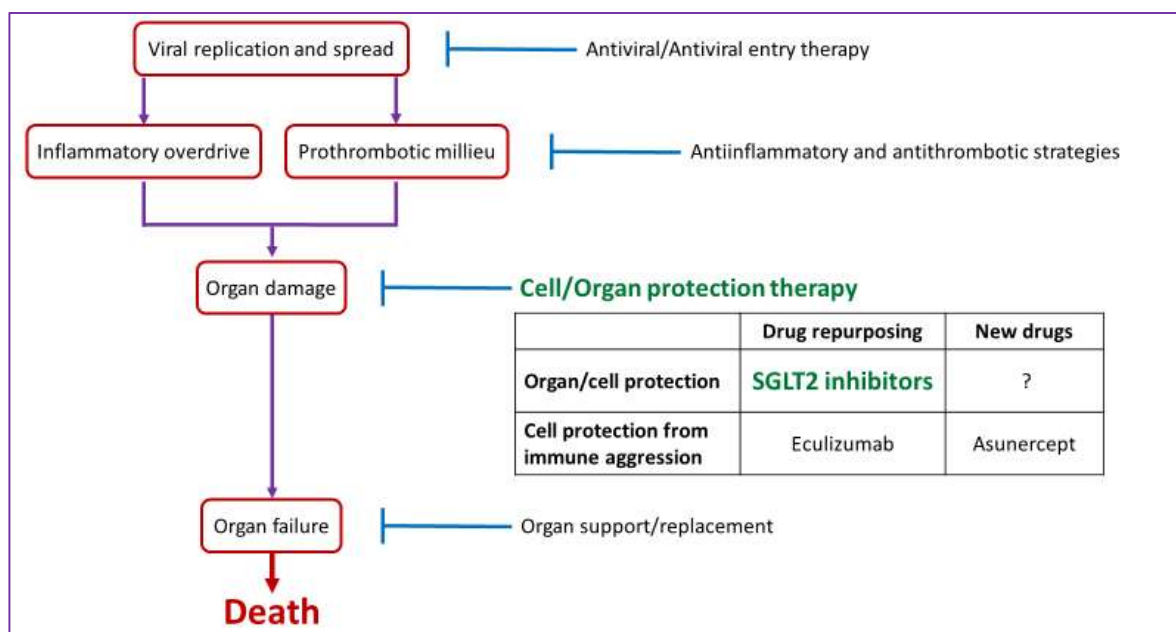 Viral replication and spread
Antiviral/Antiviral entry therapy
Inflammatory overdrive
Prothrombotic millieu
Antiinflammatory and antithrombotic strategies
Organ damage
Cell/Organ protection therapy
Drug repurposing
New drugs
Organ/cell protection
SGLT2 inhibitors
?
Cell protection from
immune aggression
Eculizumab
Asunercept
Organ failure
Organ support/replacement
Death